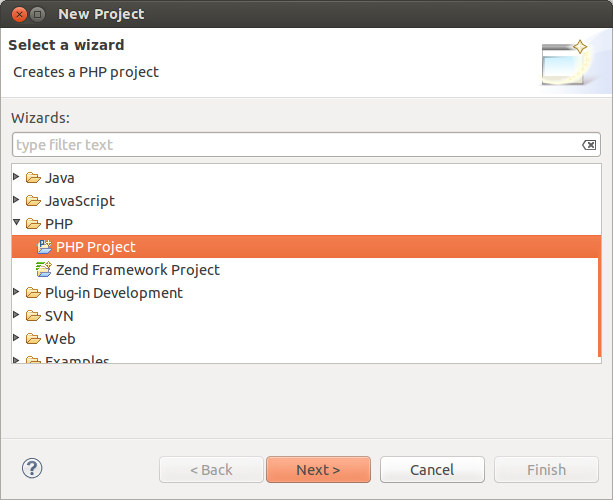 New Project
Select a wizard
Creates a PHP project
Wizards:
type filter text
Java
JavaScript
PHP
PHP Project
Zend Framework Project
Plug-in Development
SVN
Web
Examples
?
< Back
Next >
Cancel
Finish